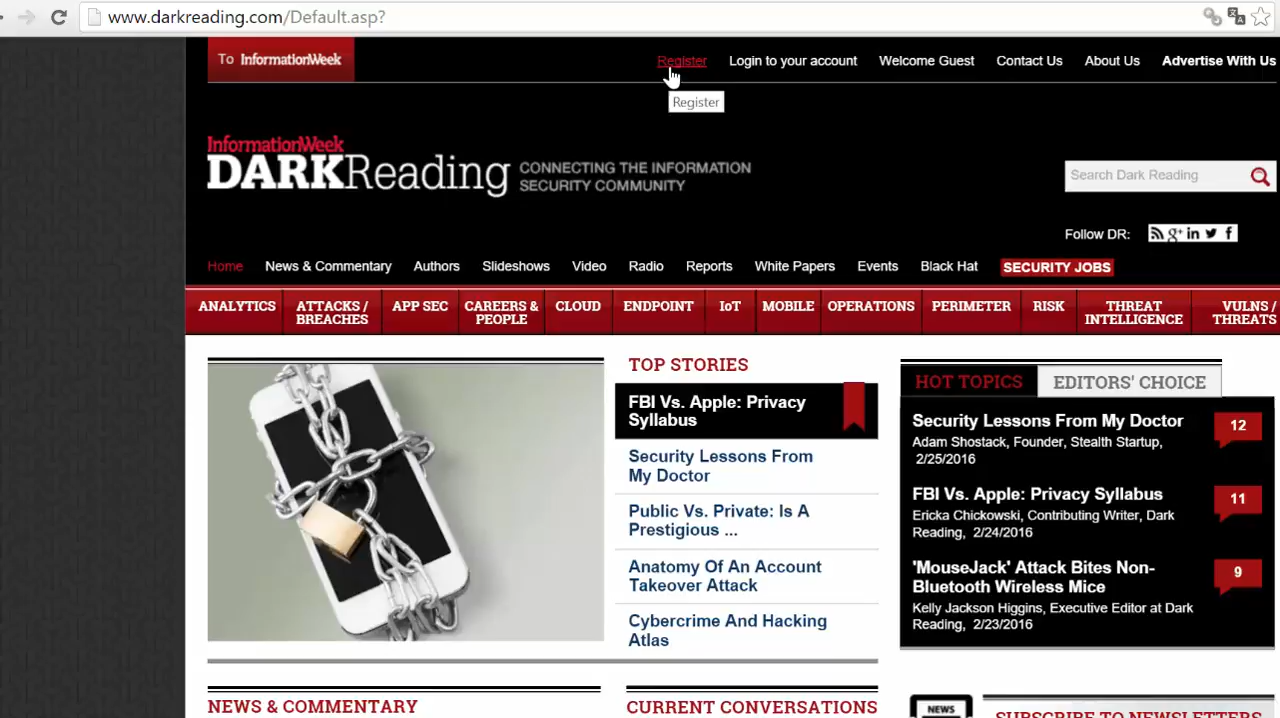 www.darkreading.com/Default.asp?
To InformationWeek
Register
Login to your account
Welcome Guest
Contact Us
About Us
Advertise With Us
Register
InformationWeek
DARKReading
CONNECTING THE INFORMATION
SECURITY COMMUNITY
Search Dark Reading
Follow DR:
Home
News & Commentary
Authors
Slideshows
Video
Radio
Reports
White Papers
Events
Black Hat
SECURITY JOBS
ANALYTICS
ATTACKS /
BREACHES
APP SEC
CAREERS &
PEOPLE
CLOUD
ENDPOINT
IoT
MOBILE
OPERATIONS
PERIMETER
RISK
THREAT
INTELLIGENCE
VULNS /
THREATS
TOP STORIES
FBI Vs. Apple: Privacy
Syllabus
Security Lessons From
My Doctor
Public Vs. Private: Is A
Prestigious ...
Anatomy Of An Account
Takeover Attack
Cybercrime And Hacking
Atlas
HOT TOPICS
EDITORS' CHOICE
Security Lessons From My Doctor
12
Adam Shostack, Founder, Stealth Startup,
2/25/2016
FBI Vs. Apple: Privacy Syllabus
11
Ericka Chickowski, Contributing Writer, Dark
Reading, 2/24/2016
'MouseJack' Attack Bites Non-
Bluetooth Wireless Mice
9
Kelly Jackson Higgins, Executive Editor at Dark
Reading, 2/23/2016
NEWS & COMMENTARY
CURRENT CONVERSATIONS
NEWS
SUBSCRIBE TO NEWSLETTERS